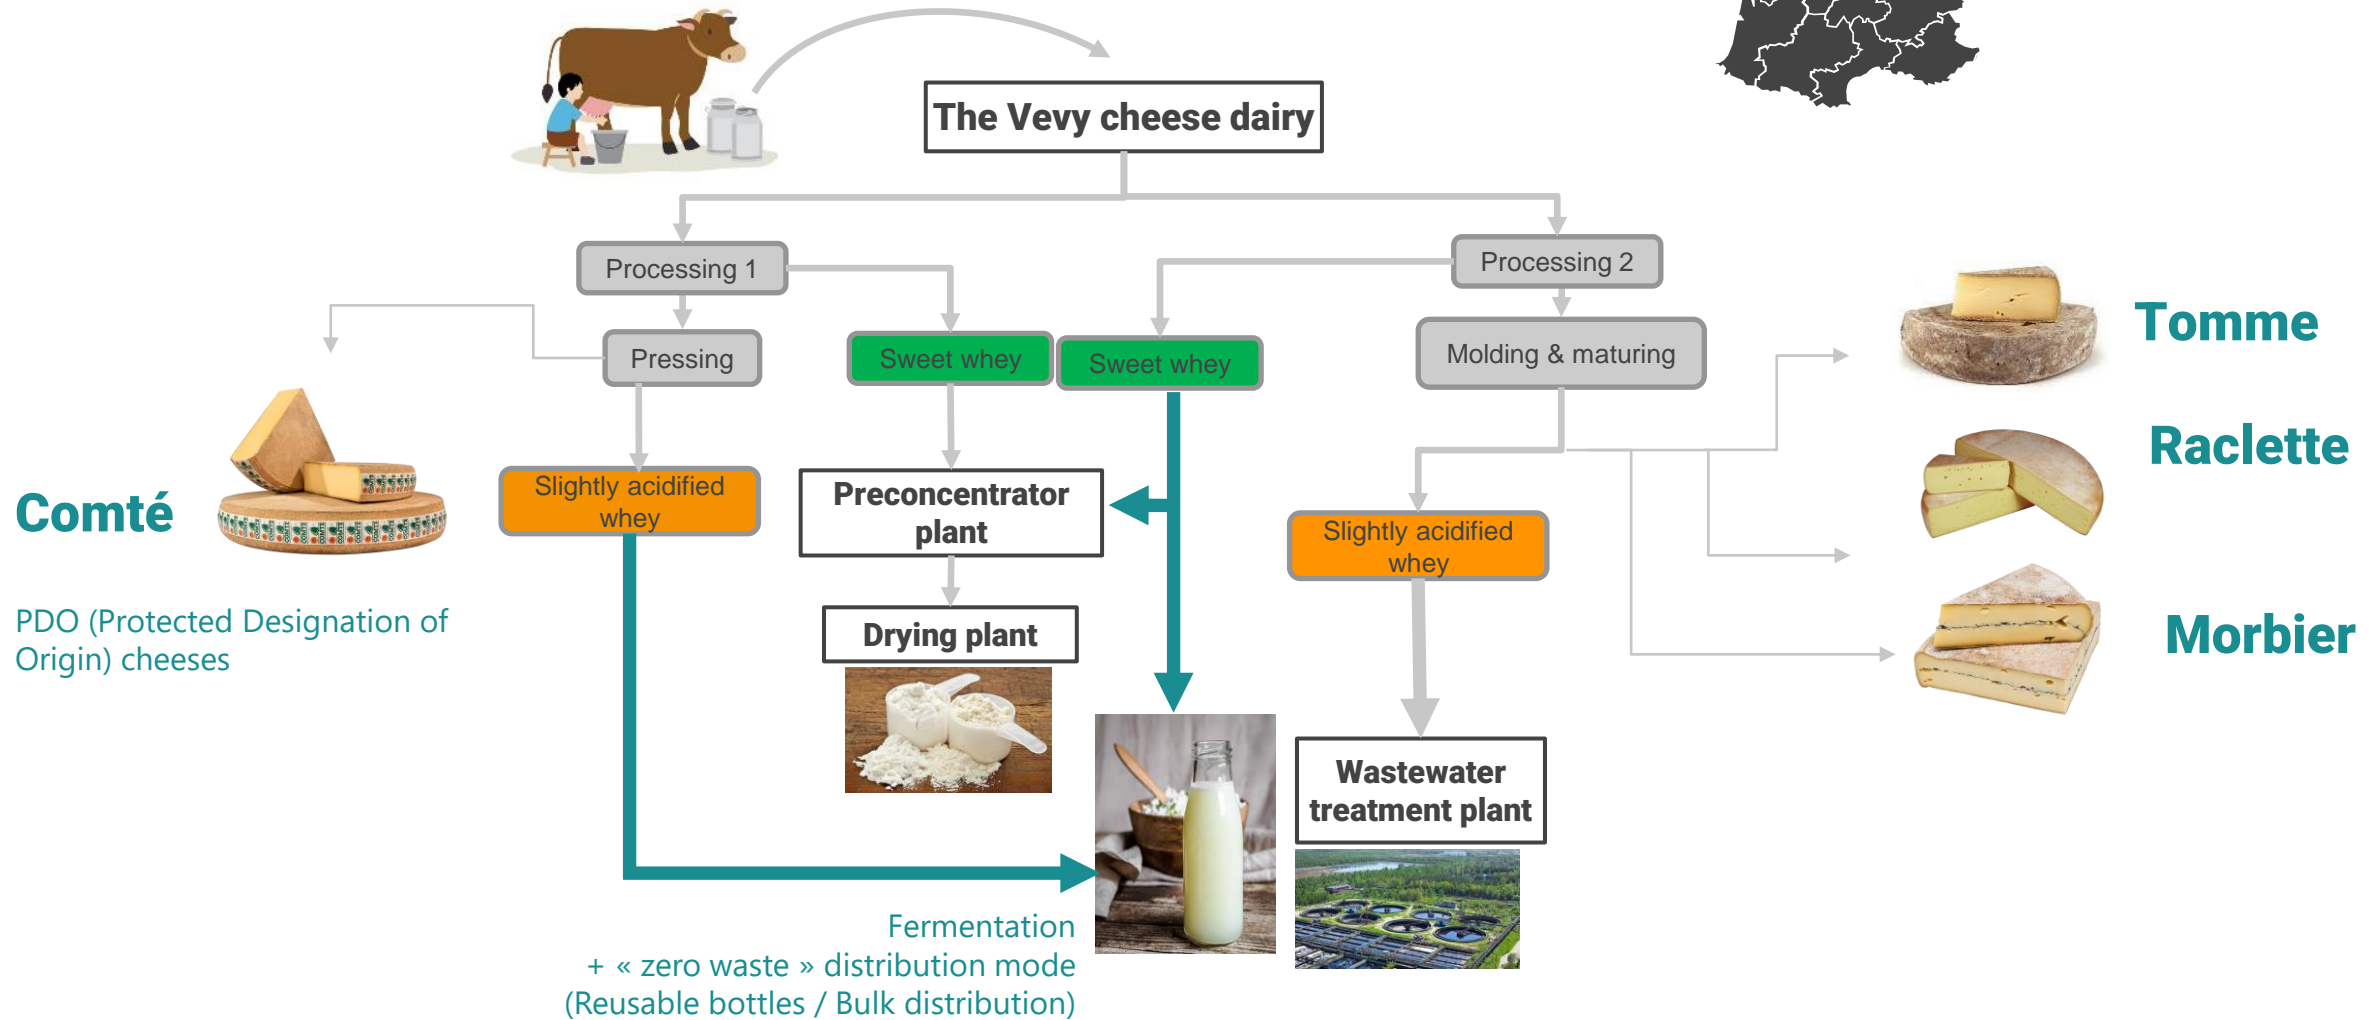 The Vevy cheese dairy
Processing 1
Processing 2
Pressing
Sweet whey
Sweet whey
Molding & maturing
Tomme
Raclette
Comté
Slightly acidified
whey
Preconcentrator
plant
Slightly acidified
whey
PDO (Protected Designation of
Origin) cheeses
Drying plant
Morbier
Wastewater
treatment plant
Fermentation
+ « zero waste » distribution mode
(Reusable bottles / Bulk distribution)